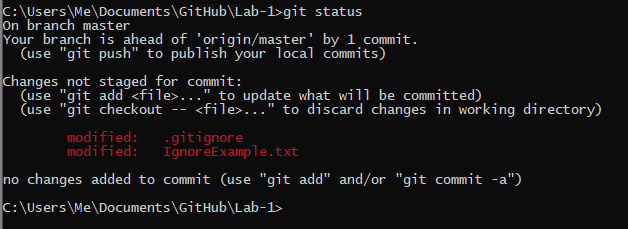 C:\Users\Me\Documents\GitHub\Lab-1>git status
On branch master
Your branch is ahead of 'origin/master' by 1 commit.
  (use "git push" to publish your local commits)

Changes not staged for commit:
  (use "git add <file>..." to update what will be committed)
  (use "git checkout -- <file>..." to discard changes in working directory)

        modified:   .gitignore
        modified:   IgnoreExample.txt

no changes added to commit (use "git add" and/or "git commit -a")

C:\Users\Me\Documents\GitHub\Lab-1>